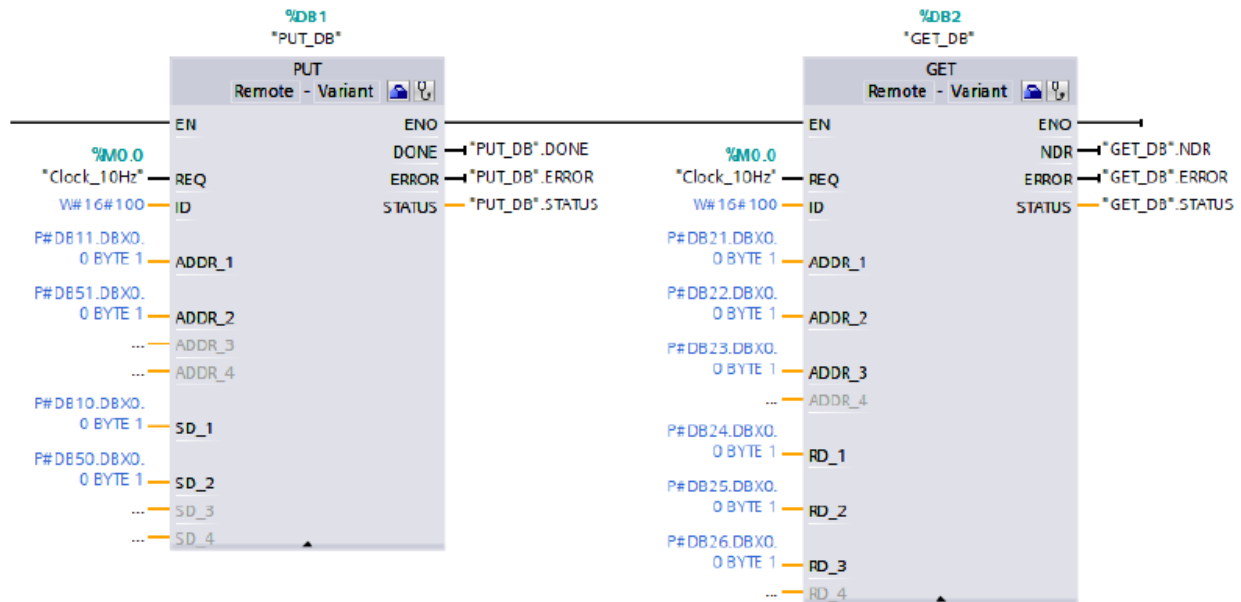 %DB1
"PUT_DB"
PUT
Remote - Variant
EN
ENO
DONE
"PUT_DB".DONE
%M0.0
"Clock_10Hz"
REQ
ERROR
"PUT_DB".ERROR
W#16#100
ID
STATUS
"PUT_DB".STATUS
P#DB11.DBX0.
0 BYTE 1
ADDR_1
P#DB51.DBX0.
0 BYTE 1
ADDR_2
...
ADDR_3
...
ADDR_4
P#DB10.DBX0.
0 BYTE 1
SD_1
P#DB50.DBX0.
0 BYTE 1
SD_2
...
SD_3
...
SD_4
%DB2
"GET_DB"
GET
Remote - Variant
EN
ENO
NDR
"GET_DB".NDR
%M0.0
"Clock_10Hz"
REQ
ERROR
"GET_DB".ERROR
W#16#100
ID
STATUS
"GET_DB".STATUS
P#DB21.DBX0.
0 BYTE 1
ADDR_1
P#DB22.DBX0.
0 BYTE 1
ADDR_2
P#DB23.DBX0.
0 BYTE 1
ADDR_3
...
ADDR_4
P#DB24.DBX0.
0 BYTE 1
RD_1
P#DB25.DBX0.
0 BYTE 1
RD_2
P#DB26.DBX0.
0 BYTE 1
RD_3
...
RD_4